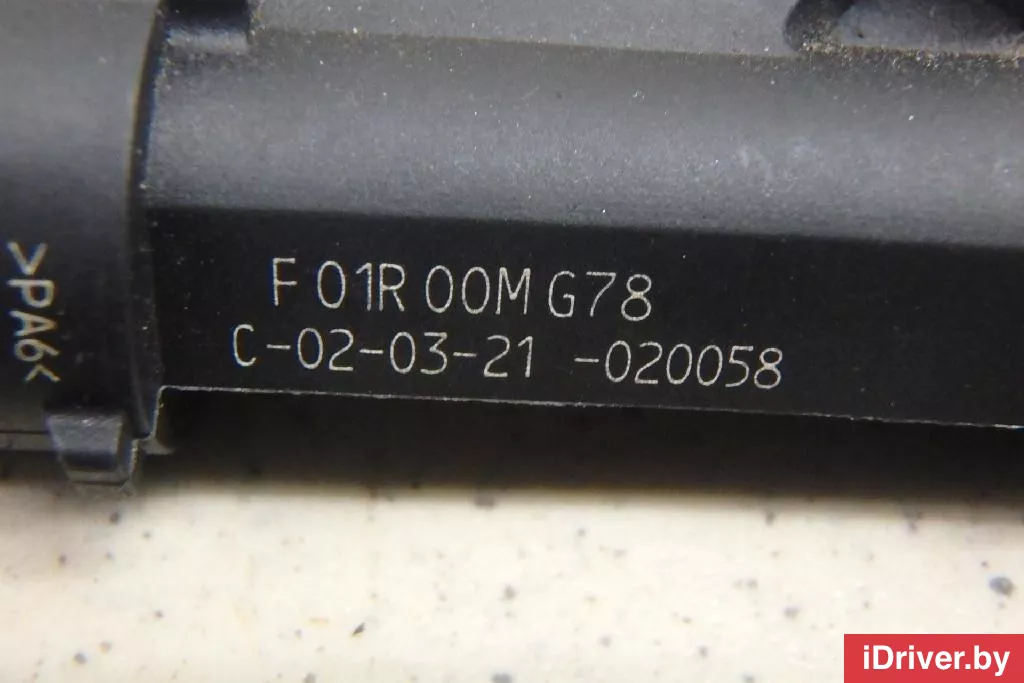 >PA6<
F 01R 00M G78
C-02-03-21 -020058
iDriver.by